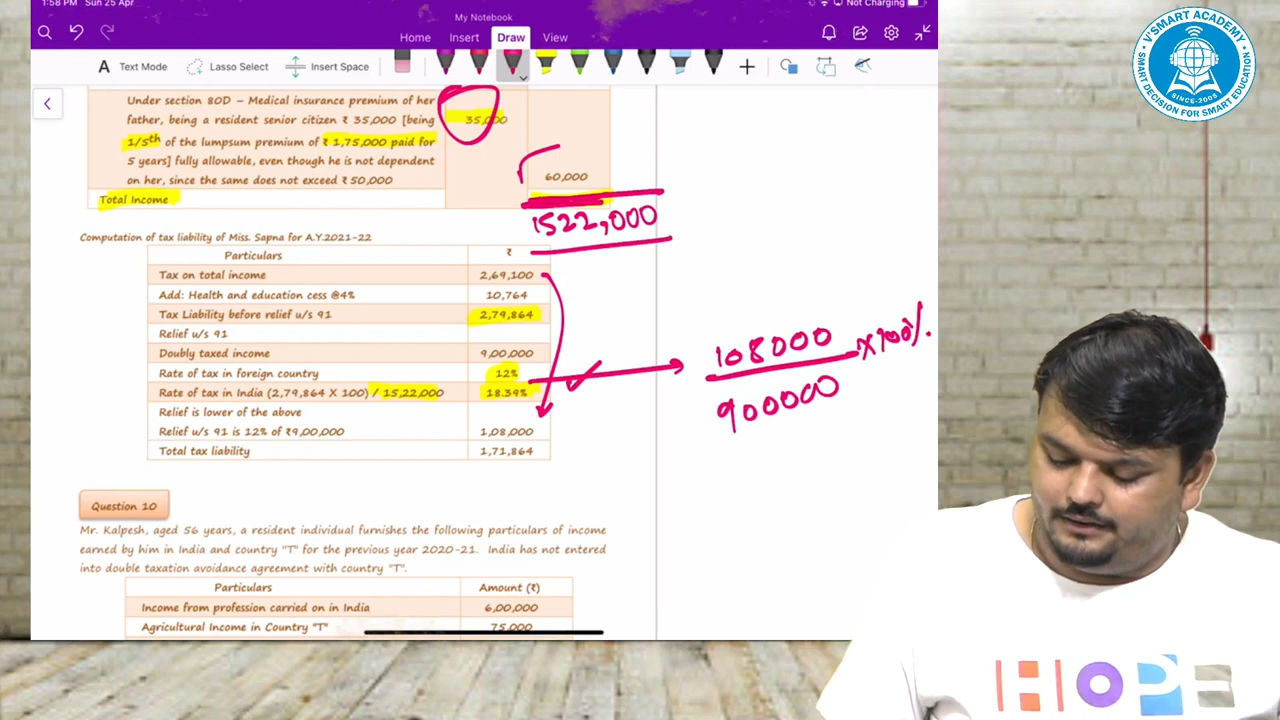 1:58 PM Sun 25 Apr
Not Charging
My Notebook
Home Insert Draw View
A Text Mode Lasso Select Insert Space
Under section 80D – Medical insurance premium of her
father, being a resident senior citizen ₹ 35,000 [being 35,000
1/5th of the lumpsum premium of ₹ 1,75,000 paid for
5 years] fully allowable, even though he is not dependent
on her, since the same does not exceed ₹ 50,000 60,000
Total Income
1522,000
Computation of tax liability of Miss. Sapna for A.Y.2021-22
Particulars ₹
Tax on total income 2,69,100
Add: Health and education cess @4% 10,764
Tax Liability before relief u/s 91 2,79,864
Relief u/s 91
Doubly taxed income 9,00,000
Rate of tax in foreign country 12%
Rate of tax in India (2,79,864 X 100) / 15,22,000 18.39%
Relief is lower of the above
Relief u/s 91 is 12% of ₹9,00,000 1,08,000
Total tax liability 1,71,864
108000 × 100%
900000
Question 10
Mr. Kalpesh, aged 56 years, a resident individual furnishes the following particulars of income
earned by him in India and country "T" for the previous year 2020-21. India has not entered
into double taxation avoidance agreement with country "T".
Particulars Amount (₹)
Income from profession carried on in India 6,00,000
Agricultural Income in Country "T" 75,000
V'SMART ACADEMY
SINCE-2008
SMART DECISION FOR SMART EDUCATION
HOPE